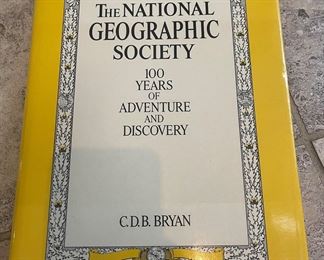 The NATIONAL
GEOGRAPHIC
SOCIETY
100
YEARS
OF
ADVENTURE
AND
DISCOVERY
C.D.B. BRYAN